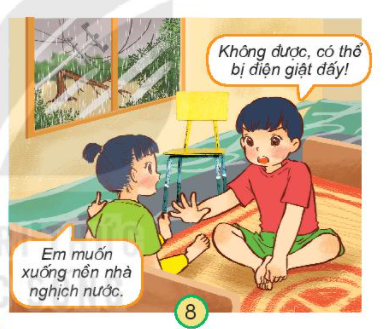 Không được, có thể
bị điện giật đấy!
Em muốn
xuống nền nhà
nghịch nước.
8